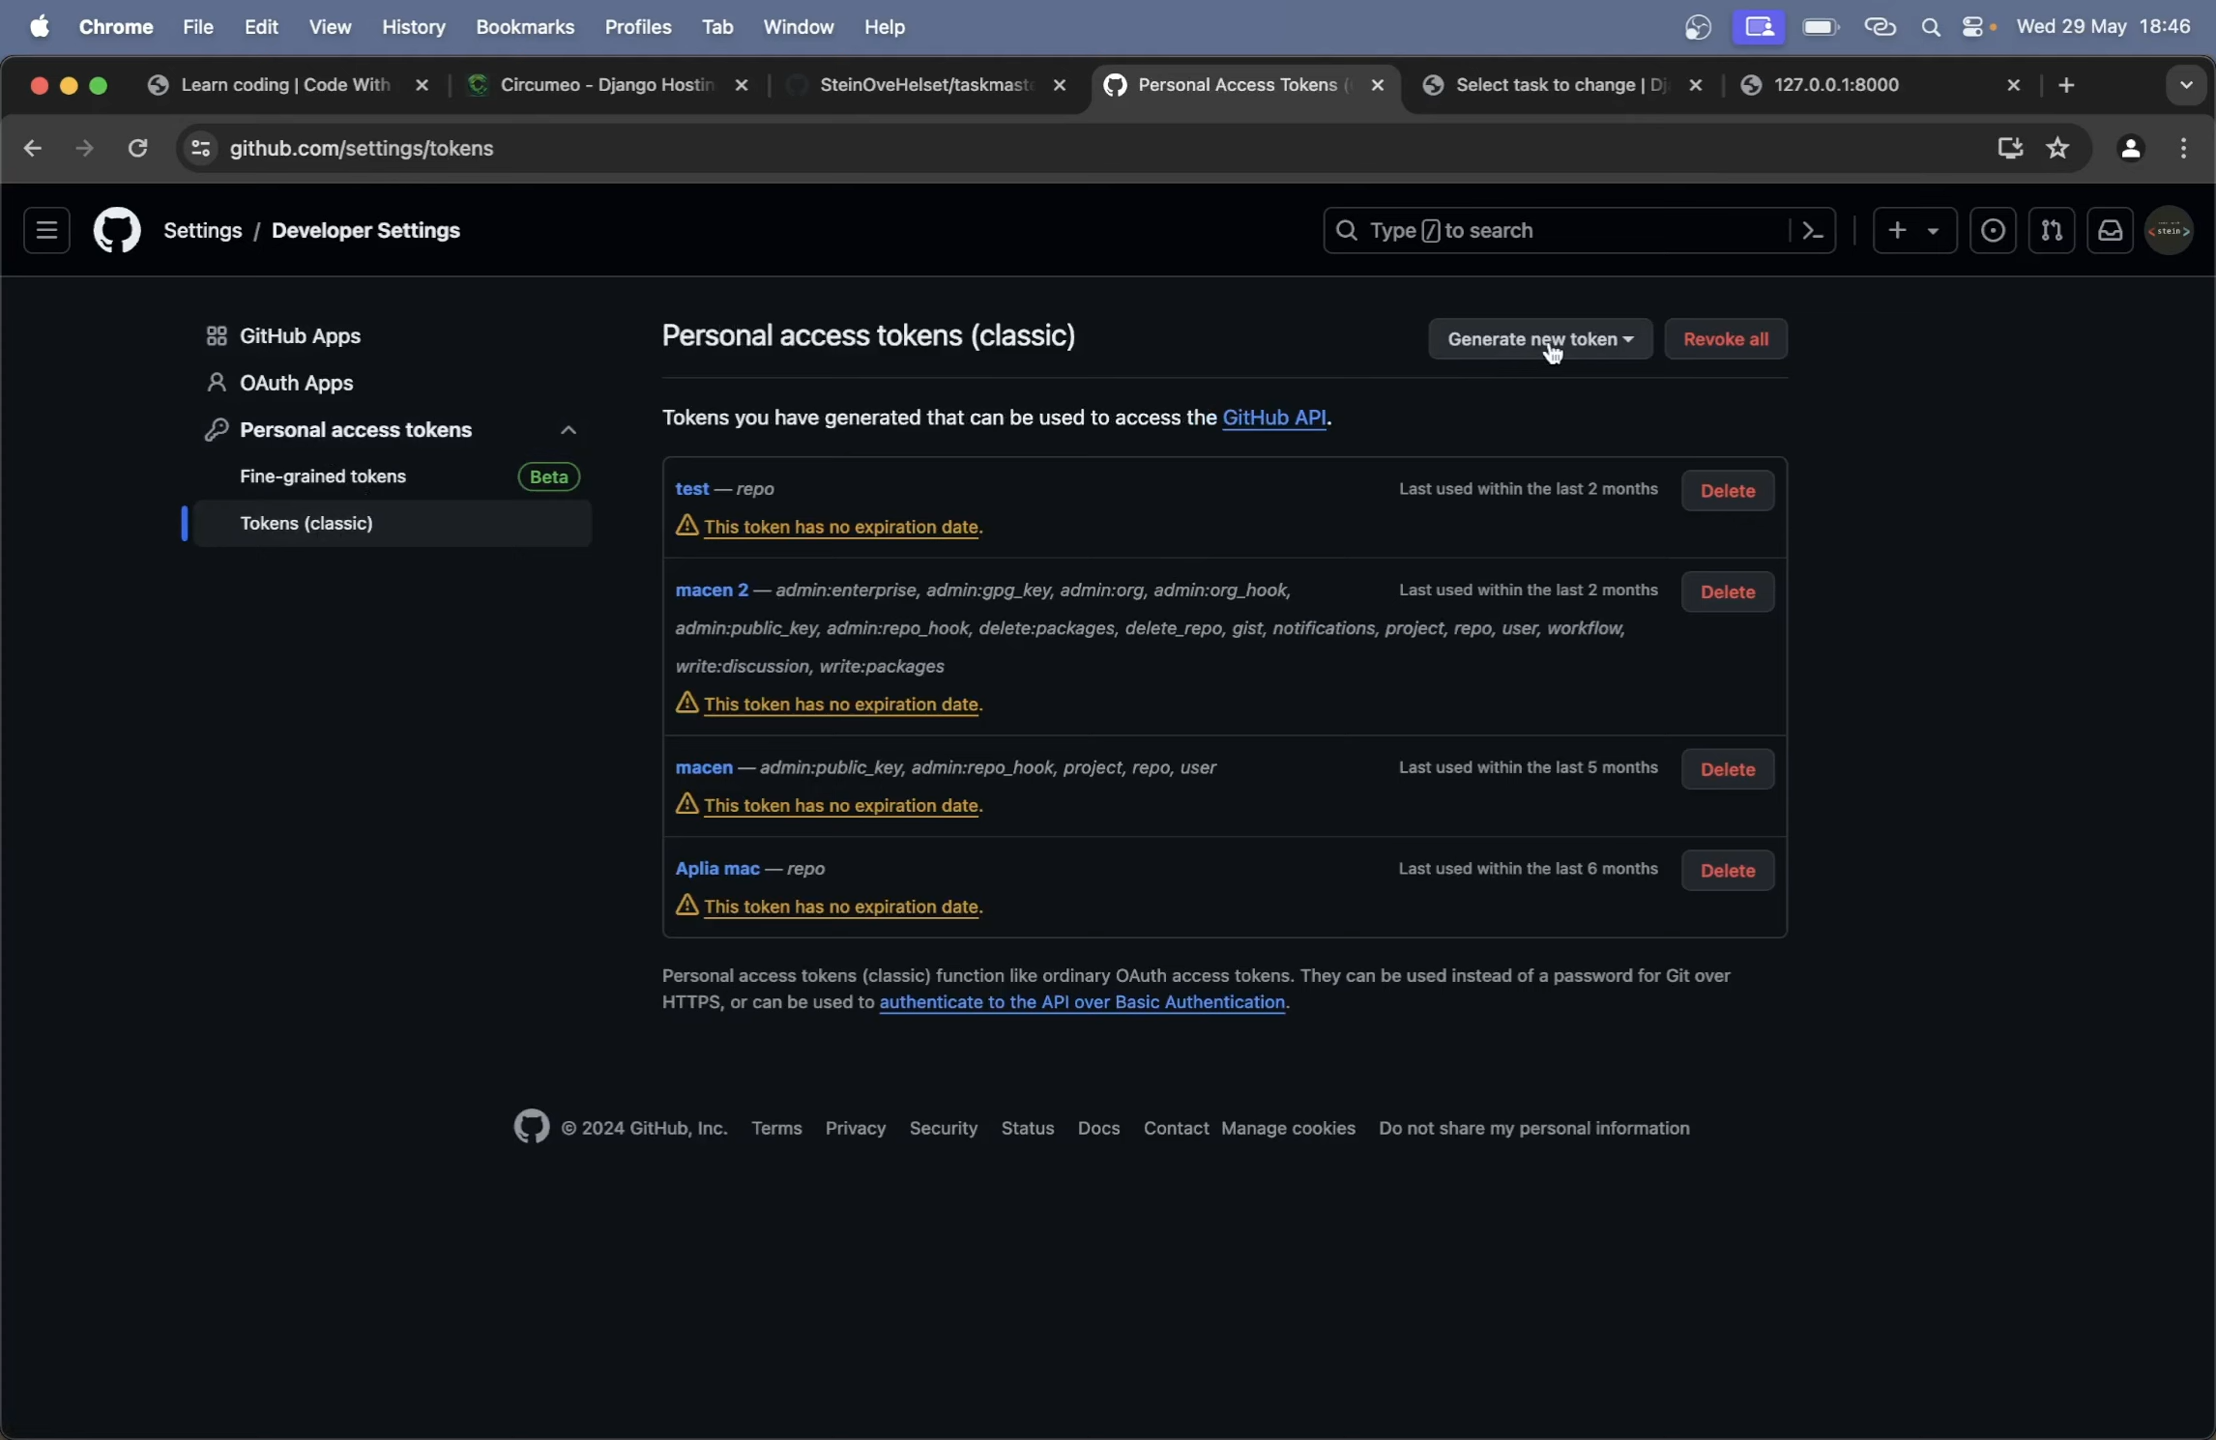 Chrome File Edit View History Bookmarks Profiles Tab Window Help Wed 29 May 18:46
Learn coding | Code With Circumeo - Django Hostin SteinOveHelset/taskmast Personal Access Tokens ( Select task to change | Dj 127.0.0.1:8000
github.com/settings/tokens
Settings / Developer Settings Type / to search <stein>
GitHub Apps
OAuth Apps
Personal access tokens
Fine-grained tokens Beta
Tokens (classic)
Personal access tokens (classic) Generate new token Revoke all
Tokens you have generated that can be used to access the GitHub API.
test — repo Last used within the last 2 months Delete
This token has no expiration date.
macen 2 — admin:enterprise, admin:gpg_key, admin:org, admin:org_hook, Last used within the last 2 months Delete
admin:public_key, admin:repo_hook, delete:packages, delete_repo, gist, notifications, project, repo, user, workflow,
write:discussion, write:packages
This token has no expiration date.
macen — admin:public_key, admin:repo_hook, project, repo, user Last used within the last 5 months Delete
This token has no expiration date.
Aplia mac — repo Last used within the last 6 months Delete
This token has no expiration date.
Personal access tokens (classic) function like ordinary OAuth access tokens. They can be used instead of a password for Git over
HTTPS, or can be used to authenticate to the API over Basic Authentication.
© 2024 GitHub, Inc. Terms Privacy Security Status Docs Contact Manage cookies Do not share my personal information